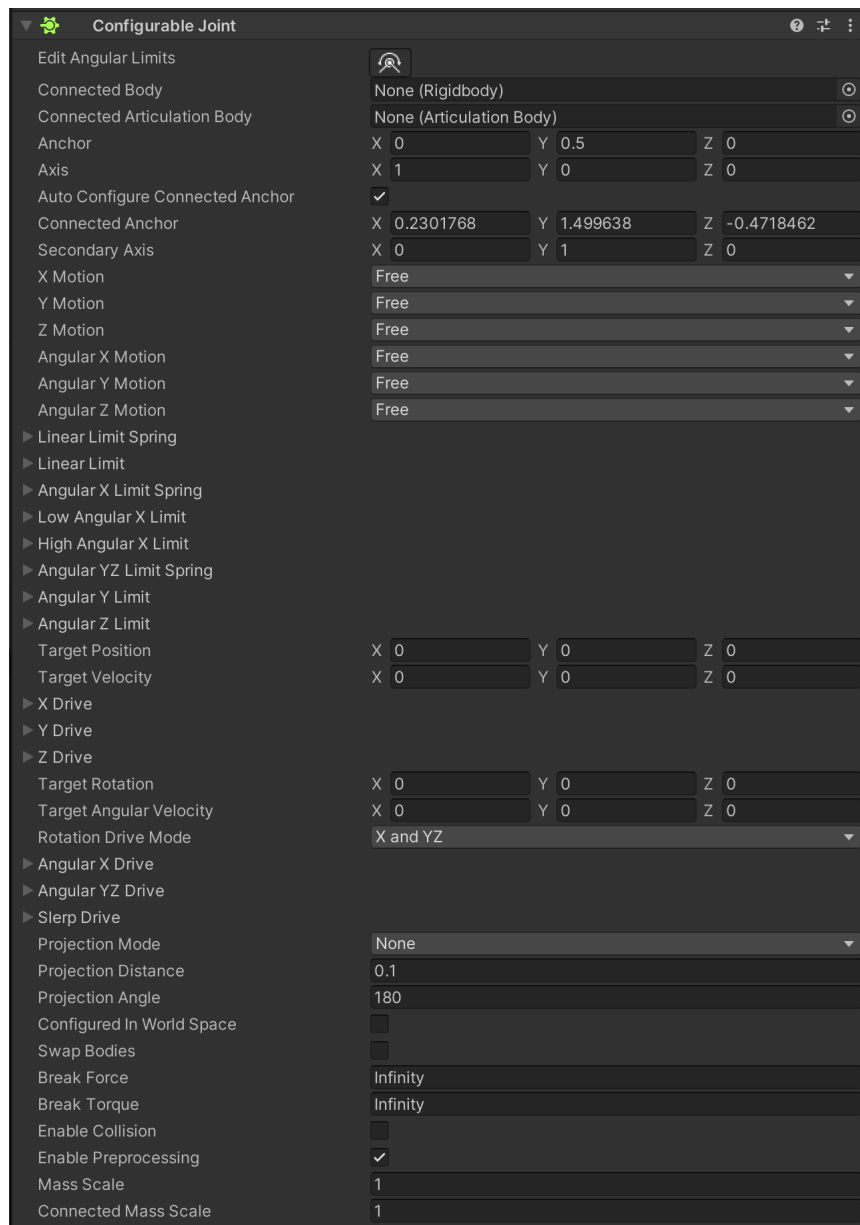 Configurable Joint
Edit Angular Limits
Connected Body None (Rigidbody)
Connected Articulation Body None (Articulation Body)
Anchor X 0 Y 0.5 Z 0
Axis X 1 Y 0 Z 0
Auto Configure Connected Anchor
Connected Anchor X 0.2301768 Y 1.499638 Z -0.4718462
Secondary Axis X 0 Y 1 Z 0
X Motion Free
Y Motion Free
Z Motion Free
Angular X Motion Free
Angular Y Motion Free
Angular Z Motion Free
Linear Limit Spring
Linear Limit
Angular X Limit Spring
Low Angular X Limit
High Angular X Limit
Angular YZ Limit Spring
Angular Y Limit
Angular Z Limit
Target Position X 0 Y 0 Z 0
Target Velocity X 0 Y 0 Z 0
X Drive
Y Drive
Z Drive
Target Rotation X 0 Y 0 Z 0
Target Angular Velocity X 0 Y 0 Z 0
Rotation Drive Mode X and YZ
Angular X Drive
Angular YZ Drive
Slerp Drive
Projection Mode None
Projection Distance 0.1
Projection Angle 180
Configured In World Space
Swap Bodies
Break Force Infinity
Break Torque Infinity
Enable Collision
Enable Preprocessing
Mass Scale 1
Connected Mass Scale 1